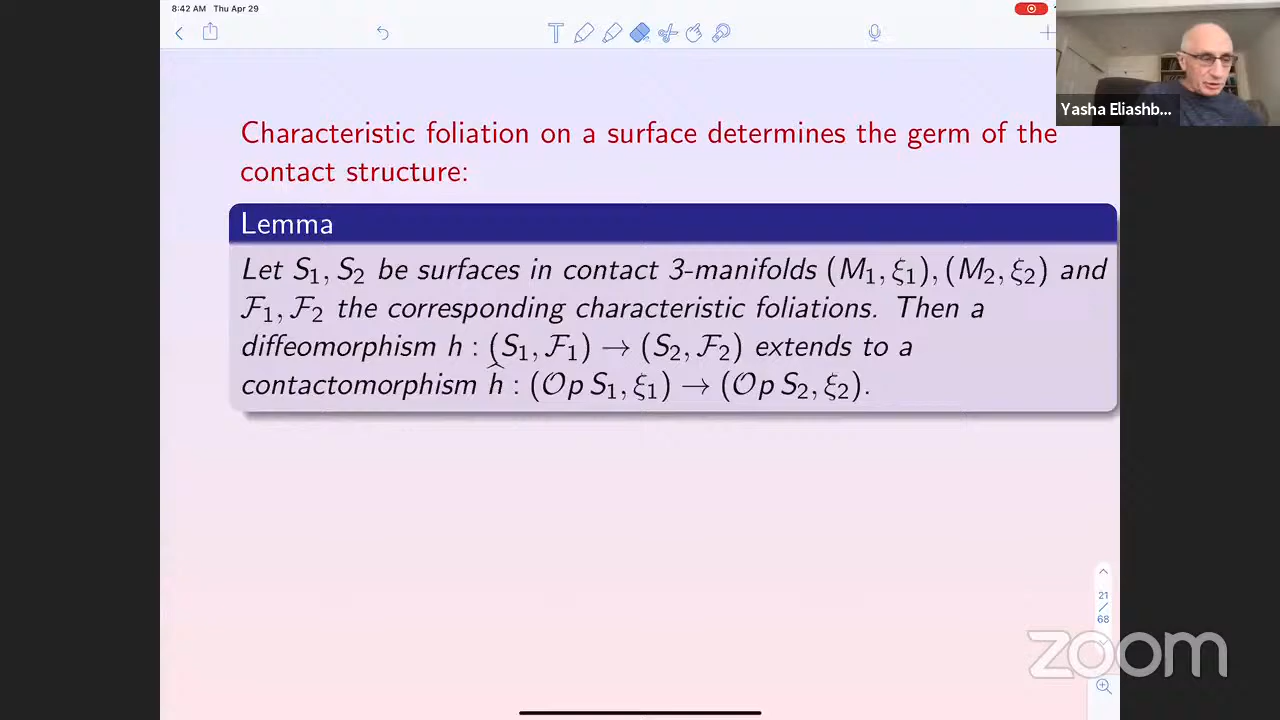 8:42 AM Thu Apr 29
Yasha Eliashb...
Characteristic foliation on a surface determines the germ of the
contact structure:
Lemma
Let S₁, S₂ be surfaces in contact 3-manifolds (M₁, ξ₁), (M₂, ξ₂) and
ℱ₁, ℱ₂ the corresponding characteristic foliations. Then a
diffeomorphism h : (S₁, ℱ₁) → (S₂, ℱ₂) extends to a
contactomorphism ĥ : (𝒪p S₁, ξ₁) → (𝒪p S₂, ξ₂).
21
/
68
zoom